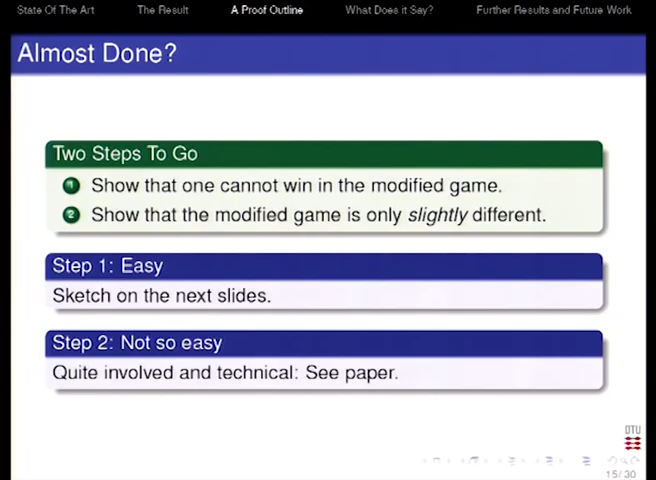 State Of The Art The Result A Proof Outline What Does it Say? Further Results and Future Work
Almost Done?
Two Steps To Go
1 Show that one cannot win in the modified game.
2 Show that the modified game is only slightly different.
Step 1: Easy
Sketch on the next slides.
Step 2: Not so easy
Quite involved and technical: See paper.
DTU
15/30